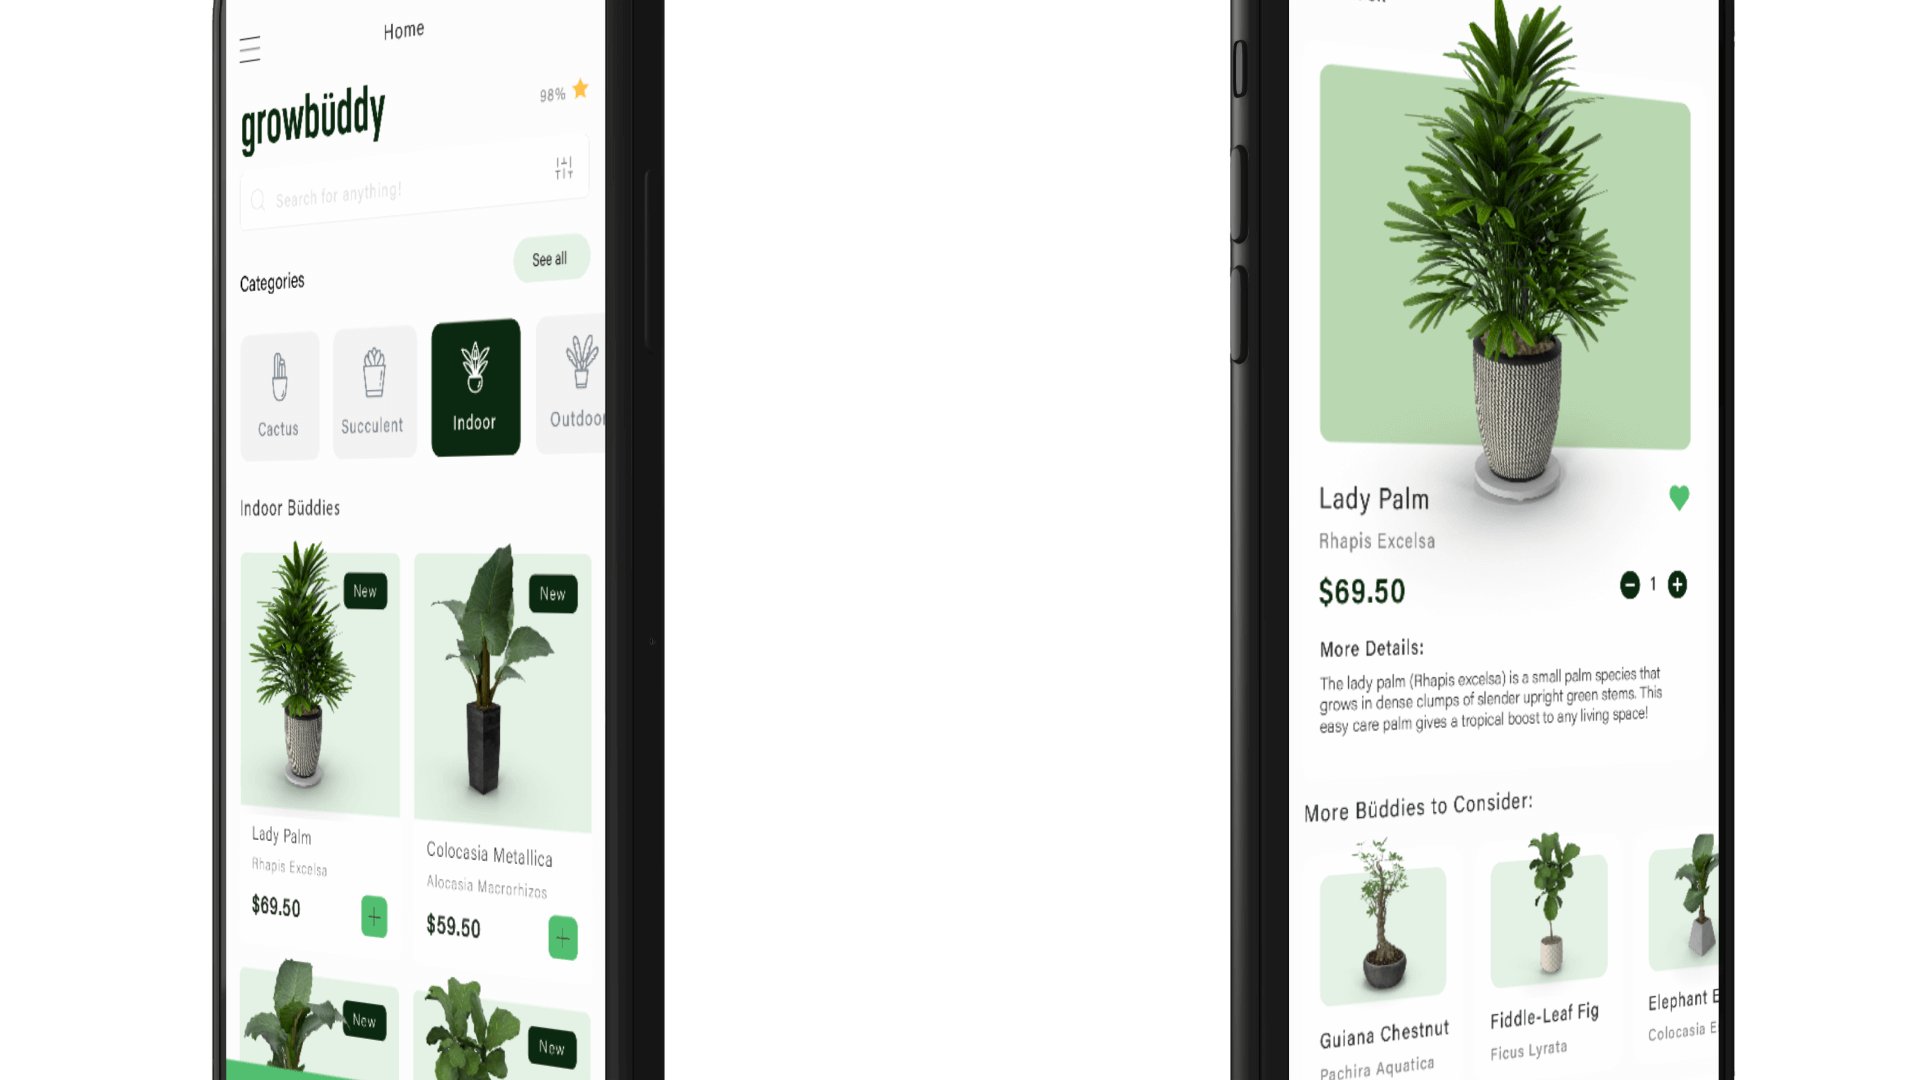 Home
growbüddy
98%
Search for anything!
Categories
See all
Cactus
Succulent
Indoor
Outdoor
Indoor Büddies
New
New
Lady Palm
Rhapis Excelsa
$69.50
Colocasia Metallica
Alocasia Macrorhizos
$59.50
New
New
Lady Palm
Rhapis Excelsa
$69.50
1
More Details:
The lady palm (Rhapis excelsa) is a small palm species that
grows in dense clumps of slender upright green stems. This
easy care palm gives a tropical boost to any living space!
More Büddies to Consider:
Guiana Chestnut
Pachira Aquatica
Fiddle-Leaf Fig
Ficus Lyrata
Elephant E
Colocasia E